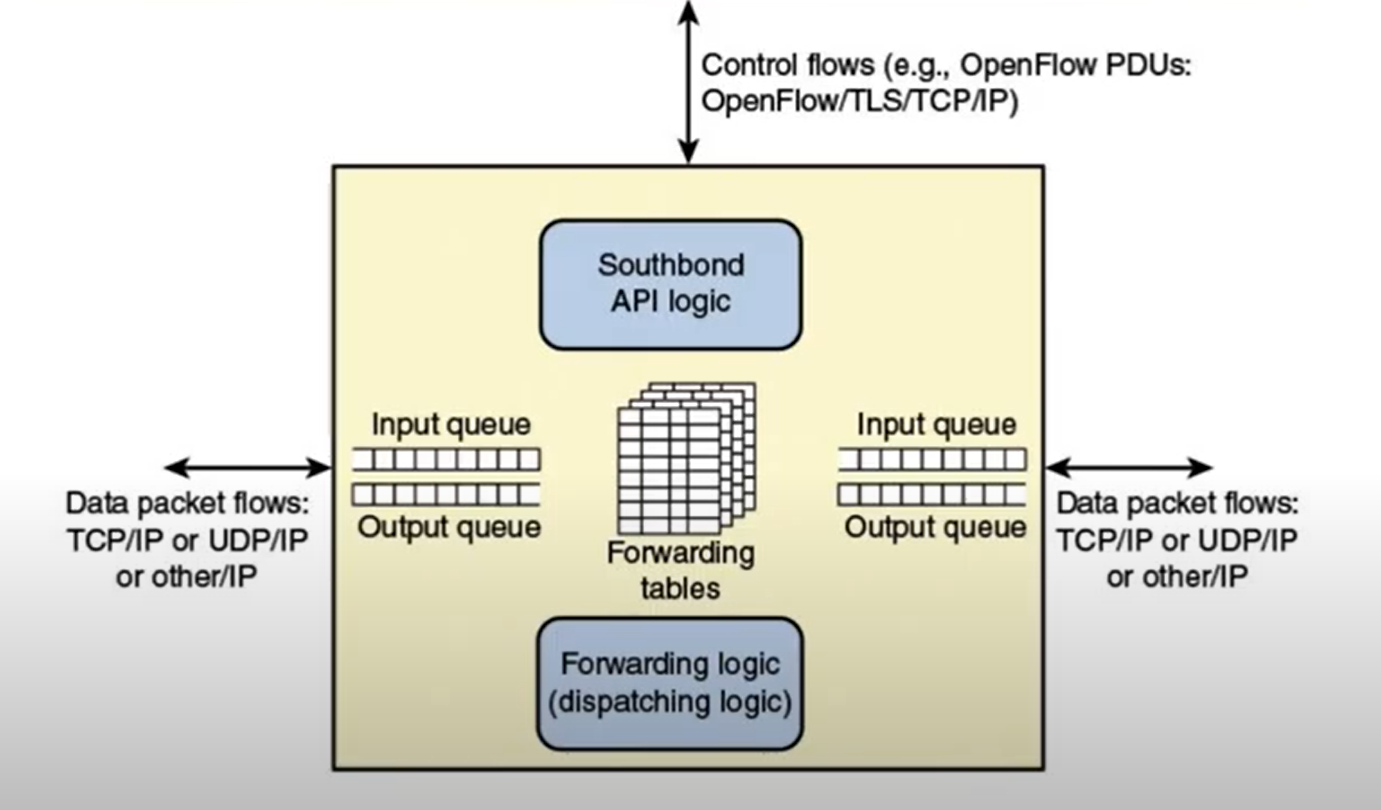 Control flows (e.g., OpenFlow PDUs:
OpenFlow/TLS/TCP/IP)
Southbond
API logic
Input queue
Output queue
Forwarding
tables
Input queue
Output queue
Data packet flows:
TCP/IP or UDP/IP
or other/IP
Data packet flows:
TCP/IP or UDP/IP
or other/IP
Forwarding logic
(dispatching logic)